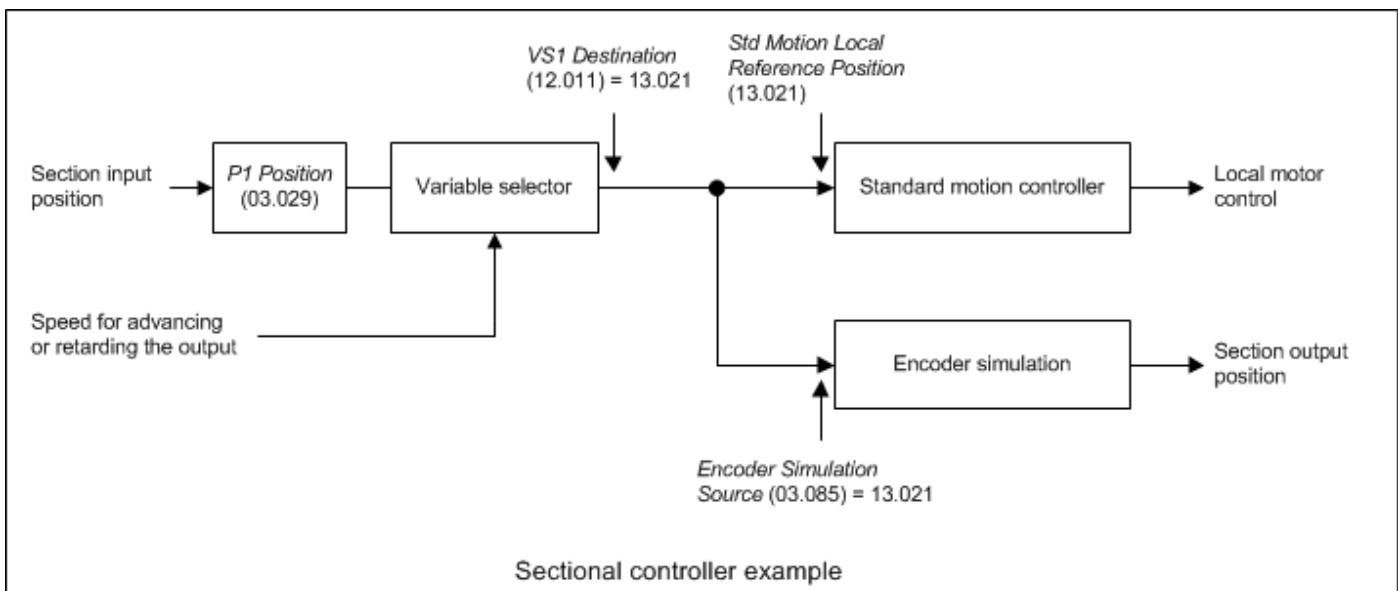 VS1 Destination
(12.011) = 13.021
Std Motion Local
Reference Position
(13.021)
Section input
position
P1 Position
(03.029)
Variable selector
Standard motion controller
Local motor
control
Speed for advancing
or retarding the output
Encoder simulation
Section output
position
Encoder Simulation
Source (03.085) = 13.021
Sectional controller example